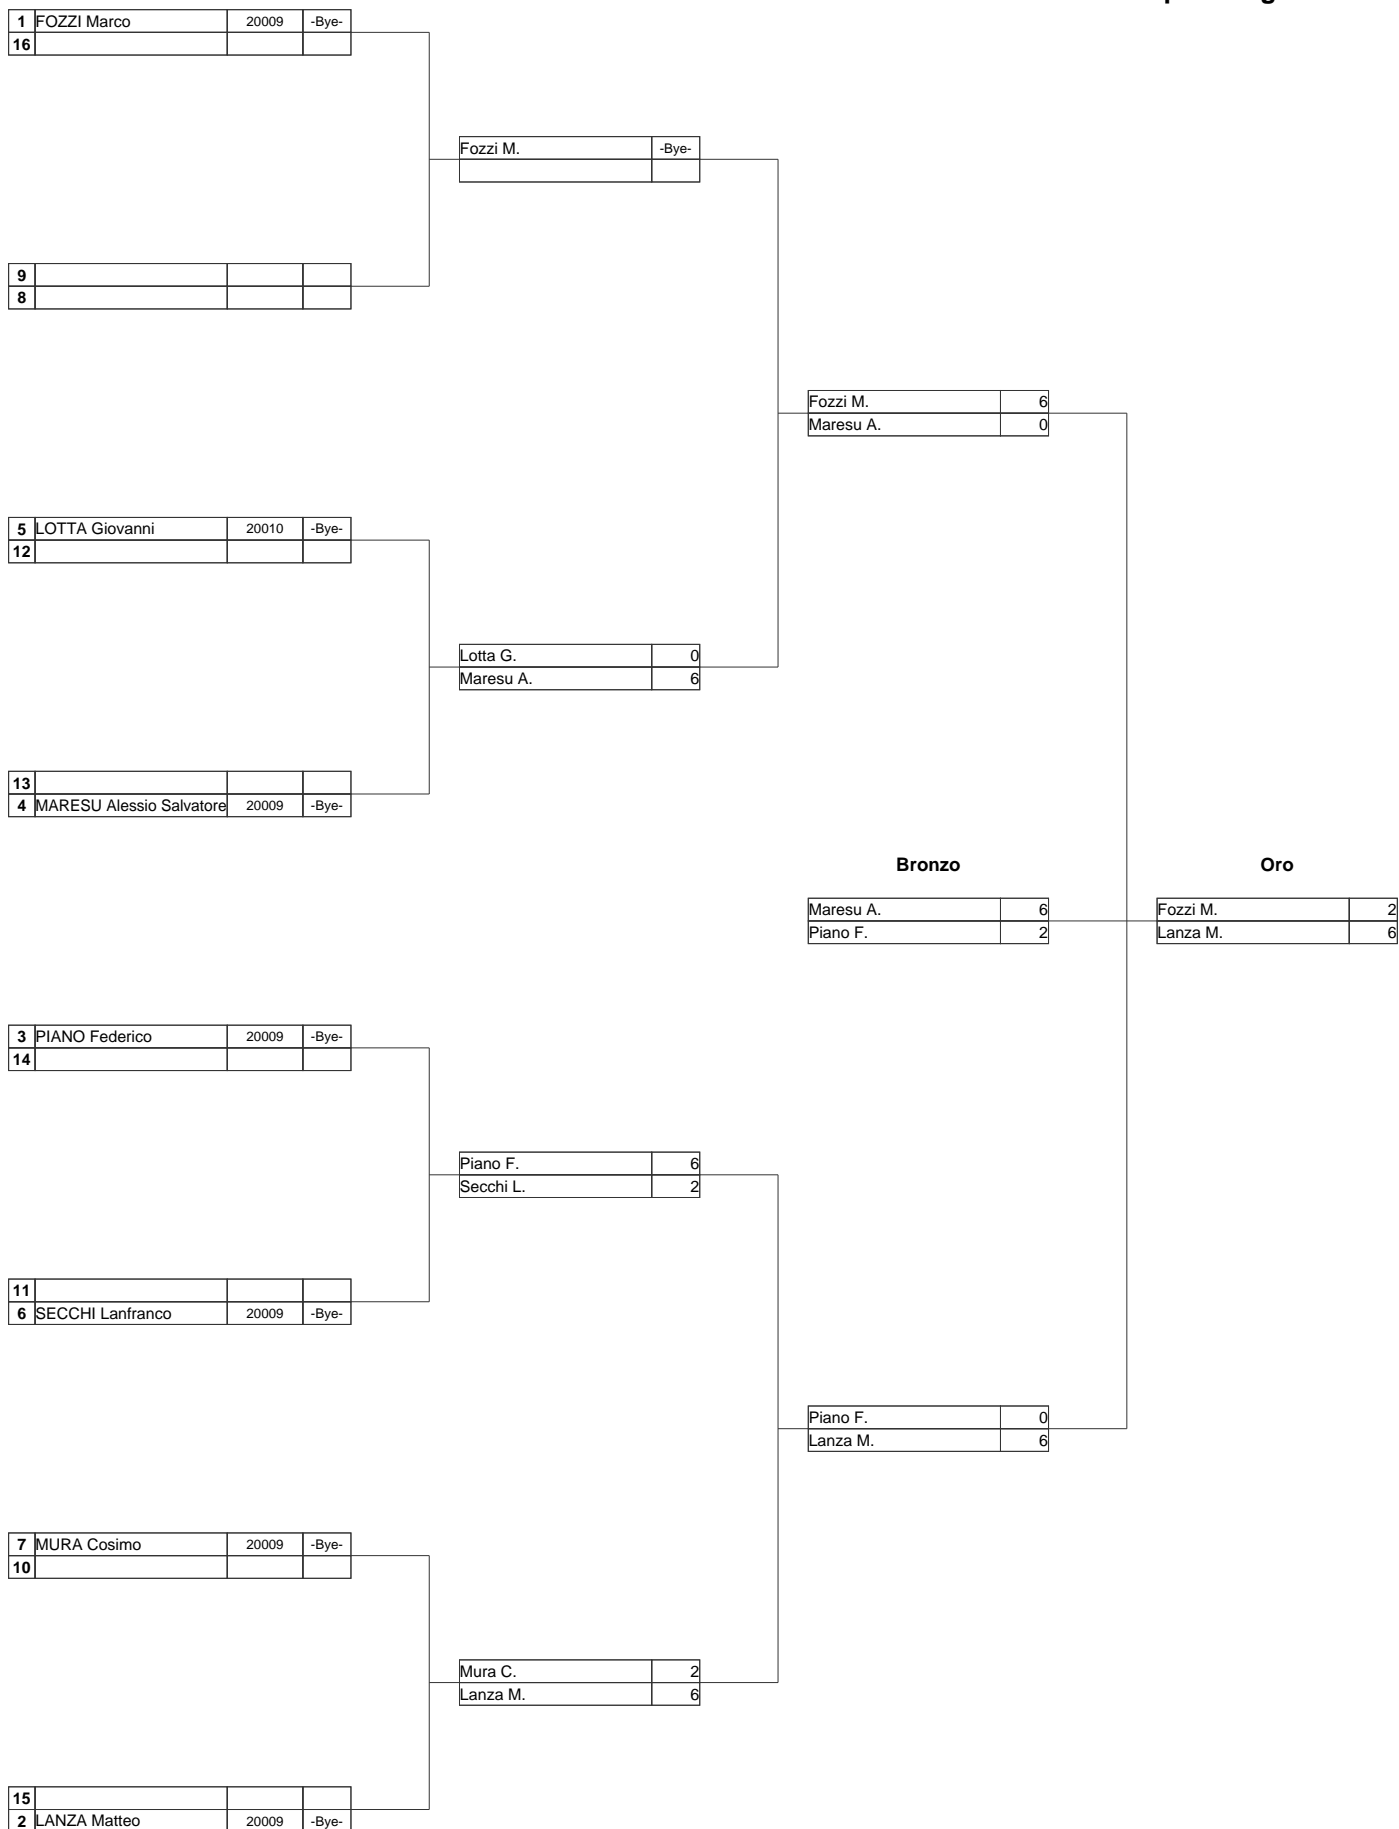 1 FOZZI Marco 20009 -Bye-
16
Fozzi M. -Bye-
9
8
Fozzi M. 6
Maresu A. 0
5 LOTTA Giovanni 20010 -Bye-
12
Lotta G. 0
Maresu A. 6
13
4 MARESU Alessio Salvatore 20009 -Bye-
Bronzo Oro
Maresu A. 6 Fozzi M. 2
Piano F. 2 Lanza M. 6
3 PIANO Federico 20009 -Bye-
14
Piano F. 6
Secchi L. 2
11
6 SECCHI Lanfranco 20009 -Bye-
Piano F. 0
Lanza M. 6
7 MURA Cosimo 20009 -Bye-
10
Mura C. 2
Lanza M. 6
15
2 LANZA Matteo 20009 -Bye-